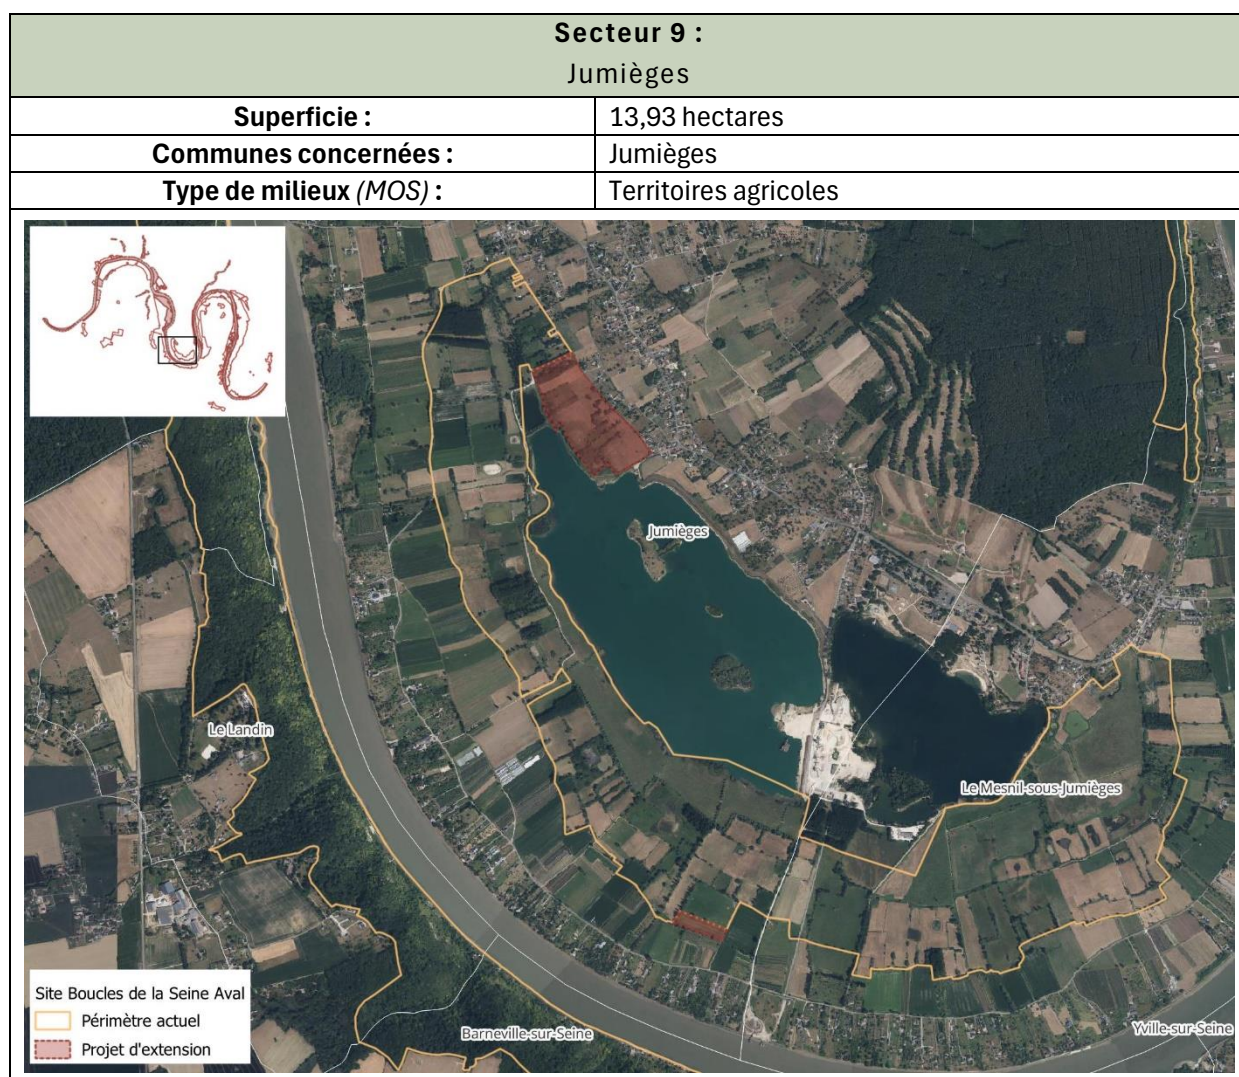 Secteur 9 :
Jumièges
Superficie :
13,93 hectares
Communes concernées :
Jumièges
Type de milieux (MOS) :
Territoires agricoles
Jumièges
Le Landin
Le Mesnil-sous-Jumièges
Barneville-sur-Seine
Yville-sur-Seine
Site Boucles de la Seine Aval
Périmètre actuel
Projet d'extension